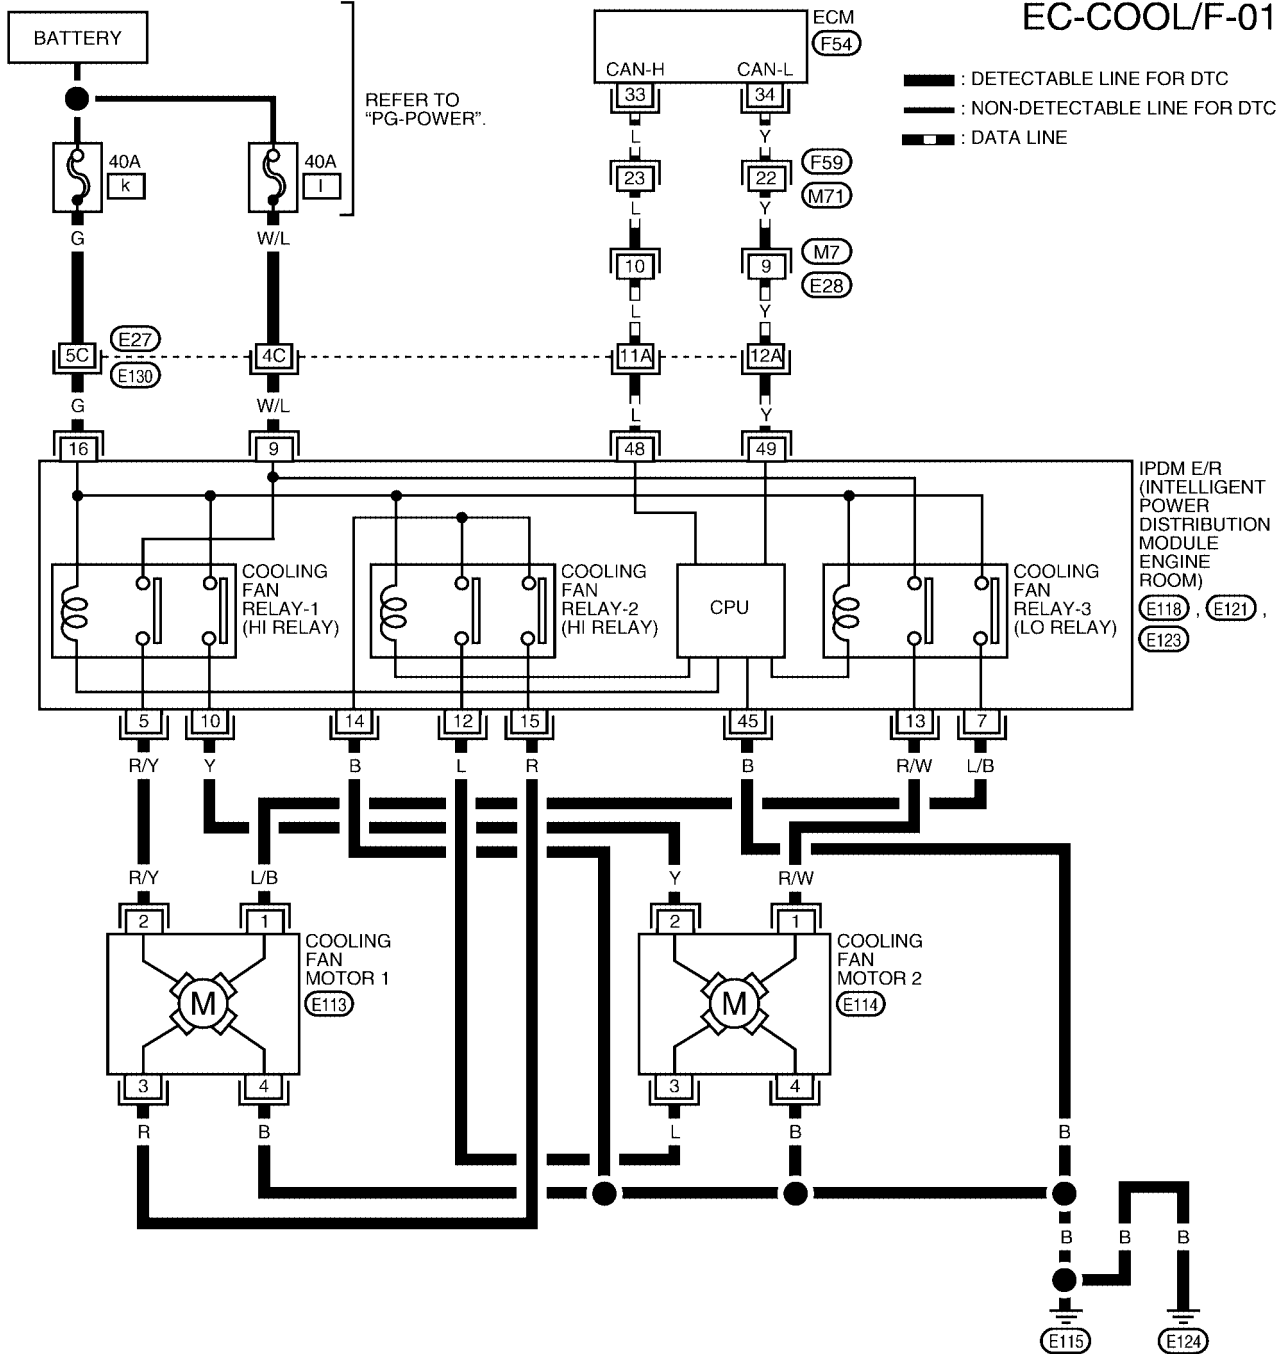 EC-COOL/F-01
BATTERY
REFER TO
"PG-POWER".
ECM
F54
CAN-H CAN-L
33 34
: DETECTABLE LINE FOR DTC
: NON-DETECTABLE LINE FOR DTC
: DATA LINE
40A
k
40A
l
L Y
23 22
F59
M71
G W/L
L Y
10 9
M7
E28
L Y
5C
E27
E130
4C 11A 12A
G W/L L Y
16 9 48 49
IPDM E/R
(INTELLIGENT
POWER
DISTRIBUTION
MODULE
ENGINE
ROOM)
E118 , E121 ,
E123
COOLING
FAN
RELAY-1
(HI RELAY)
COOLING
FAN
RELAY-2
(HI RELAY)
CPU
COOLING
FAN
RELAY-3
(LO RELAY)
5 10 14 12 15 45 13 7
R/Y Y B L R B R/W L/B
R/Y L/B Y R/W
2 1 2 1
COOLING
FAN
MOTOR 1
E113
M
COOLING
FAN
MOTOR 2
E114
M
3 4 3 4
R B L B B
B B B
E115 E124